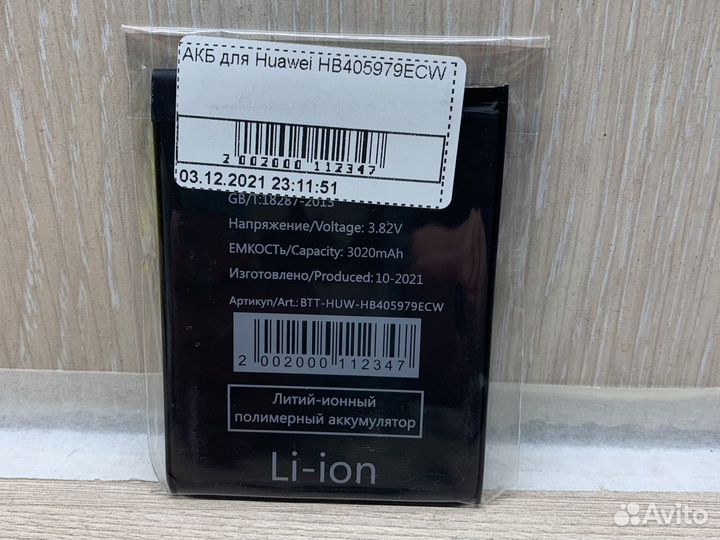 АКБ для Huawei HB405979ECW
2 002000 112347
03.12.2021 23:11:51
GB/T:18287-2013
Напряжение/Voltage: 3.82V
ЕМКОСТЬ/Capacity: 3020mAh
Изготовлено/Produced: 10-2021
Артикул/Art.: BTT-HUW-HB405979ECW
2 002000 112347
Литий-ионный
полимерный аккумулятор
Li-ion
Avito